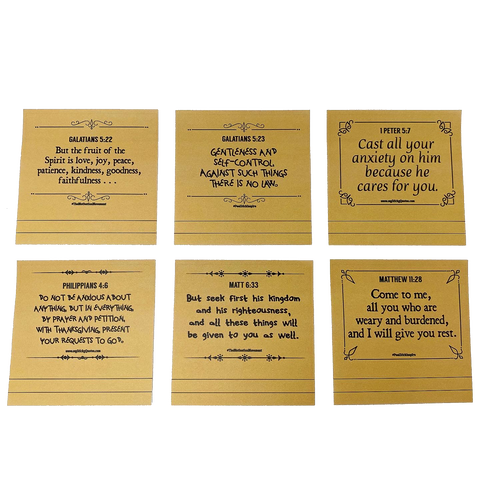 GALATIANS 5:22
But the fruit of the
Spirit is love, joy, peace,
patience, kindness, goodness,
faithfulness . . .
GALATIANS 5:23
GENTLENESS AND
SELF-CONTROL.
AGAINST SUCH THINGS
THERE IS NO LAW.
1 PETER 5:7
Cast all your
anxiety on him
because he
cares for you.
PHILIPPIANS 4:6
DO NOT BE ANXIOUS ABOUT
ANYTHING, BUT IN EVERYTHING,
BY PRAYER AND PETITION,
WITH THANKSGIVING, PRESENT
YOUR REQUESTS TO GOD.
MATT 6:33
But seek first his kingdom
and his righteousness,
and all these things will
be given to you as well.
MATTHEW 11:28
Come to me,
all you who are
weary and burdened,
and I will give you rest.